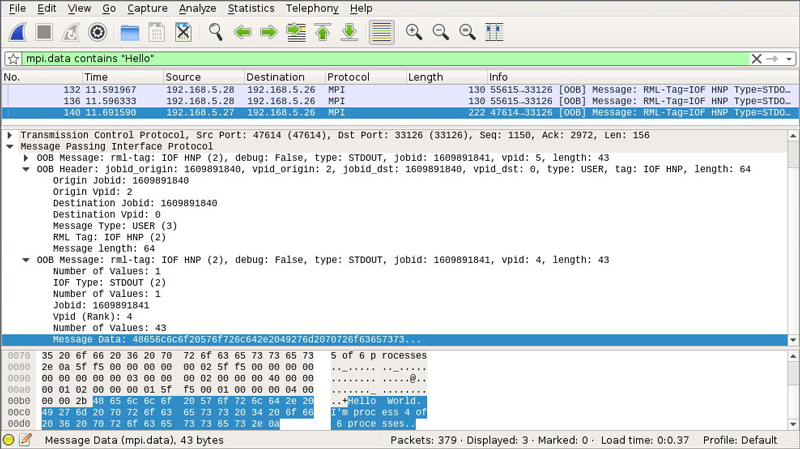 File Edit View Go Capture Analyze Statistics Telephony Help
mpi.data contains "Hello"
No. Time Source Destination Protocol Length Info
132 11.591967 192.168.5.28 192.168.5.26 MPI 130 55615→33126 [OOB] Message: RML-Tag=IOF HNP Type=STDO…
136 11.596333 192.168.5.28 192.168.5.26 MPI 130 55615→33126 [OOB] Message: RML-Tag=IOF HNP Type=STDO…
140 11.691590 192.168.5.27 192.168.5.26 MPI 222 47614→33126 [OOB] Message: RML-Tag=IOF HNP Type=STDO…
Transmission Control Protocol, Src Port: 47614 (47614), Dst Port: 33126 (33126), Seq: 1150, Ack: 2972, Len: 156
Message Passing Interface Protocol
OOB Message: rml-tag: IOF HNP (2), debug: False, type: STDOUT, jobid: 1609891841, vpid: 5, length: 43
OOB Header: jobid_origin: 1609891840, vpid_origin: 2, jobid_dst: 1609891840, vpid_dst: 0, type: USER, tag: IOF HNP, length: 64
Origin Jobid: 1609891840
Origin Vpid: 2
Destination Jobid: 1609891840
Destination Vpid: 0
Message Type: USER (3)
RML Tag: IOF HNP (2)
Message length: 64
OOB Message: rml-tag: IOF HNP (2), debug: False, type: STDOUT, jobid: 1609891841, vpid: 4, length: 43
Number of Values: 1
IOF Type: STDOUT (2)
Number of Values: 1
Jobid: 1609891841
Vpid (Rank): 4
Number of Values: 43
Message Data: 48656c6c6f20576f726c642e2049276d2070726f63657373...
0070 35 20 6f 66 20 36 20 70 72 6f 63 65 73 73 65 73 5 of 6 p rocesses
0080 2e 0a 5f f5 00 00 00 00 00 02 5f f5 00 00 00 00 .._..... .._.....
0090 00 00 00 00 00 03 00 00 00 02 00 00 00 40 00 00 ........ .....@..
00a0 00 01 02 00 00 00 01 5f f5 00 01 00 00 00 04 00 ......._ ........
00b0 00 00 2b 48 65 6c 6c 6f 20 57 6f 72 6c 64 2e 20 ..+Hello World.
00c0 49 27 6d 20 70 72 6f 63 65 73 73 20 34 20 6f 66 I'm proc ess 4 of
00d0 20 36 20 70 72 6f 63 65 73 73 65 73 2e 0a 6 proce sses..
Message Data (mpi.data), 43 bytes Packets: 379 · Displayed: 3 · Marked: 0 · Load time: 0:0.37 Profile: Default